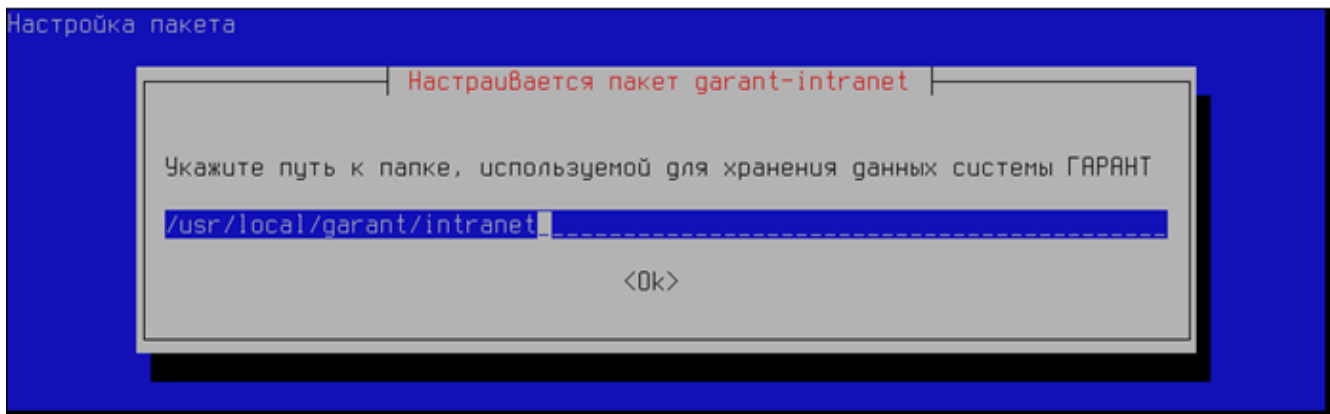 Настройка пакета
Настраивается пакет garant-intranet
Укажите путь к папке, используемой для хранения данных системы ГАРАНТ
/usr/local/garant/intranet
<Ok>